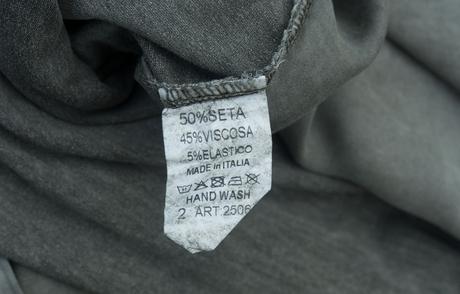 50%SETA
45%VISCOSA
5%ELASTICO
MADE IN ITALIA
HAND WASH
2 ART 2506